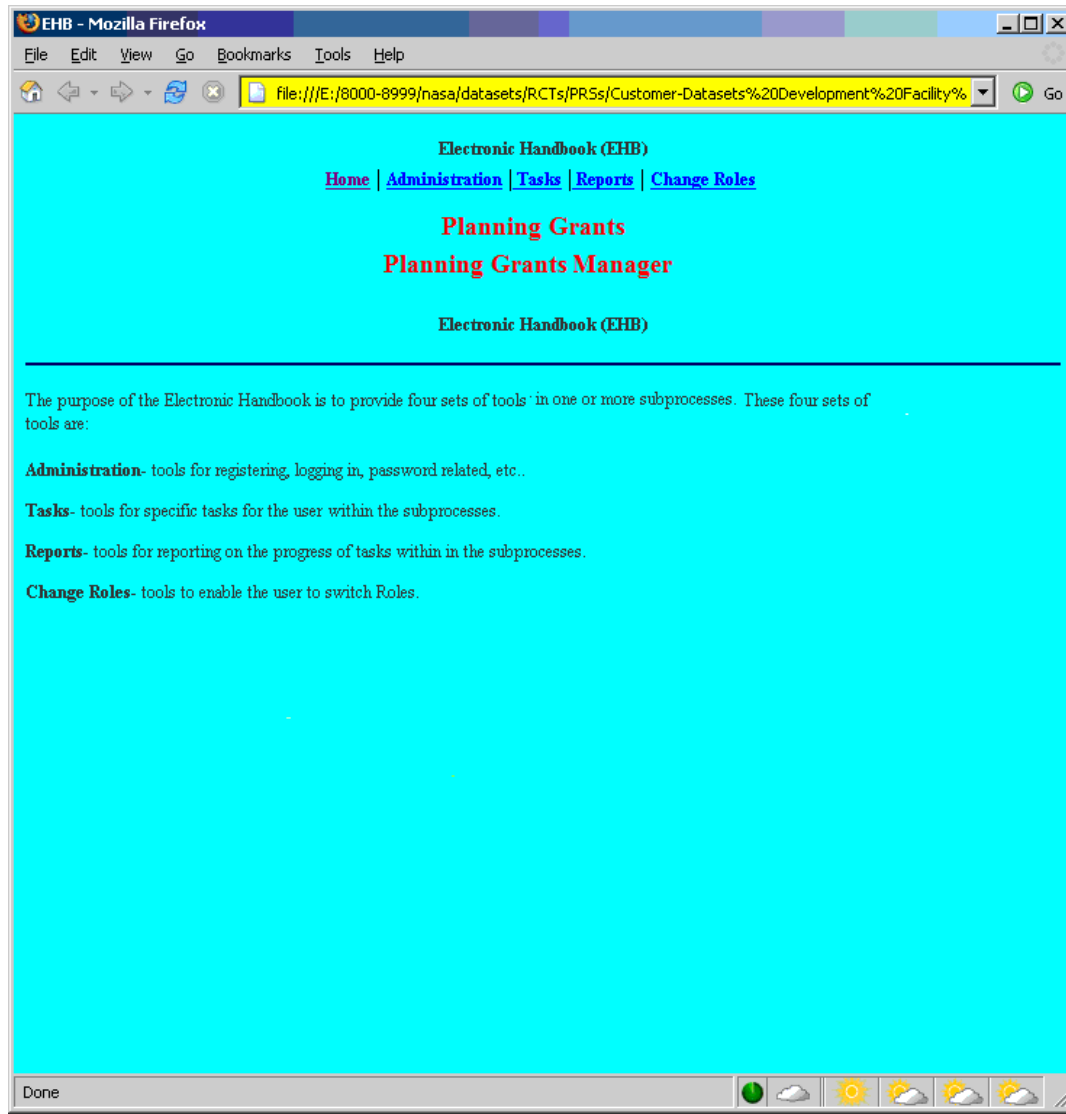 EHB - Mozilla Firefox
File Edit View Go Bookmarks Tools Help
file:///E:/8000-8999/nasa/datasets/RCTs/PRSs/Customer-Datasets%20Development%20Facility% Go
Electronic Handbook (EHB)
Home | Administration | Tasks | Reports | Change Roles
Planning Grants
Planning Grants Manager
Electronic Handbook (EHB)
The purpose of the Electronic Handbook is to provide four sets of tools in one or more subprocesses. These four sets of
tools are:
Administration- tools for registering, logging in, password related, etc..
Tasks- tools for specific tasks for the user within the subprocesses.
Reports- tools for reporting on the progress of tasks within in the subprocesses.
Change Roles- tools to enable the user to switch Roles.
Done